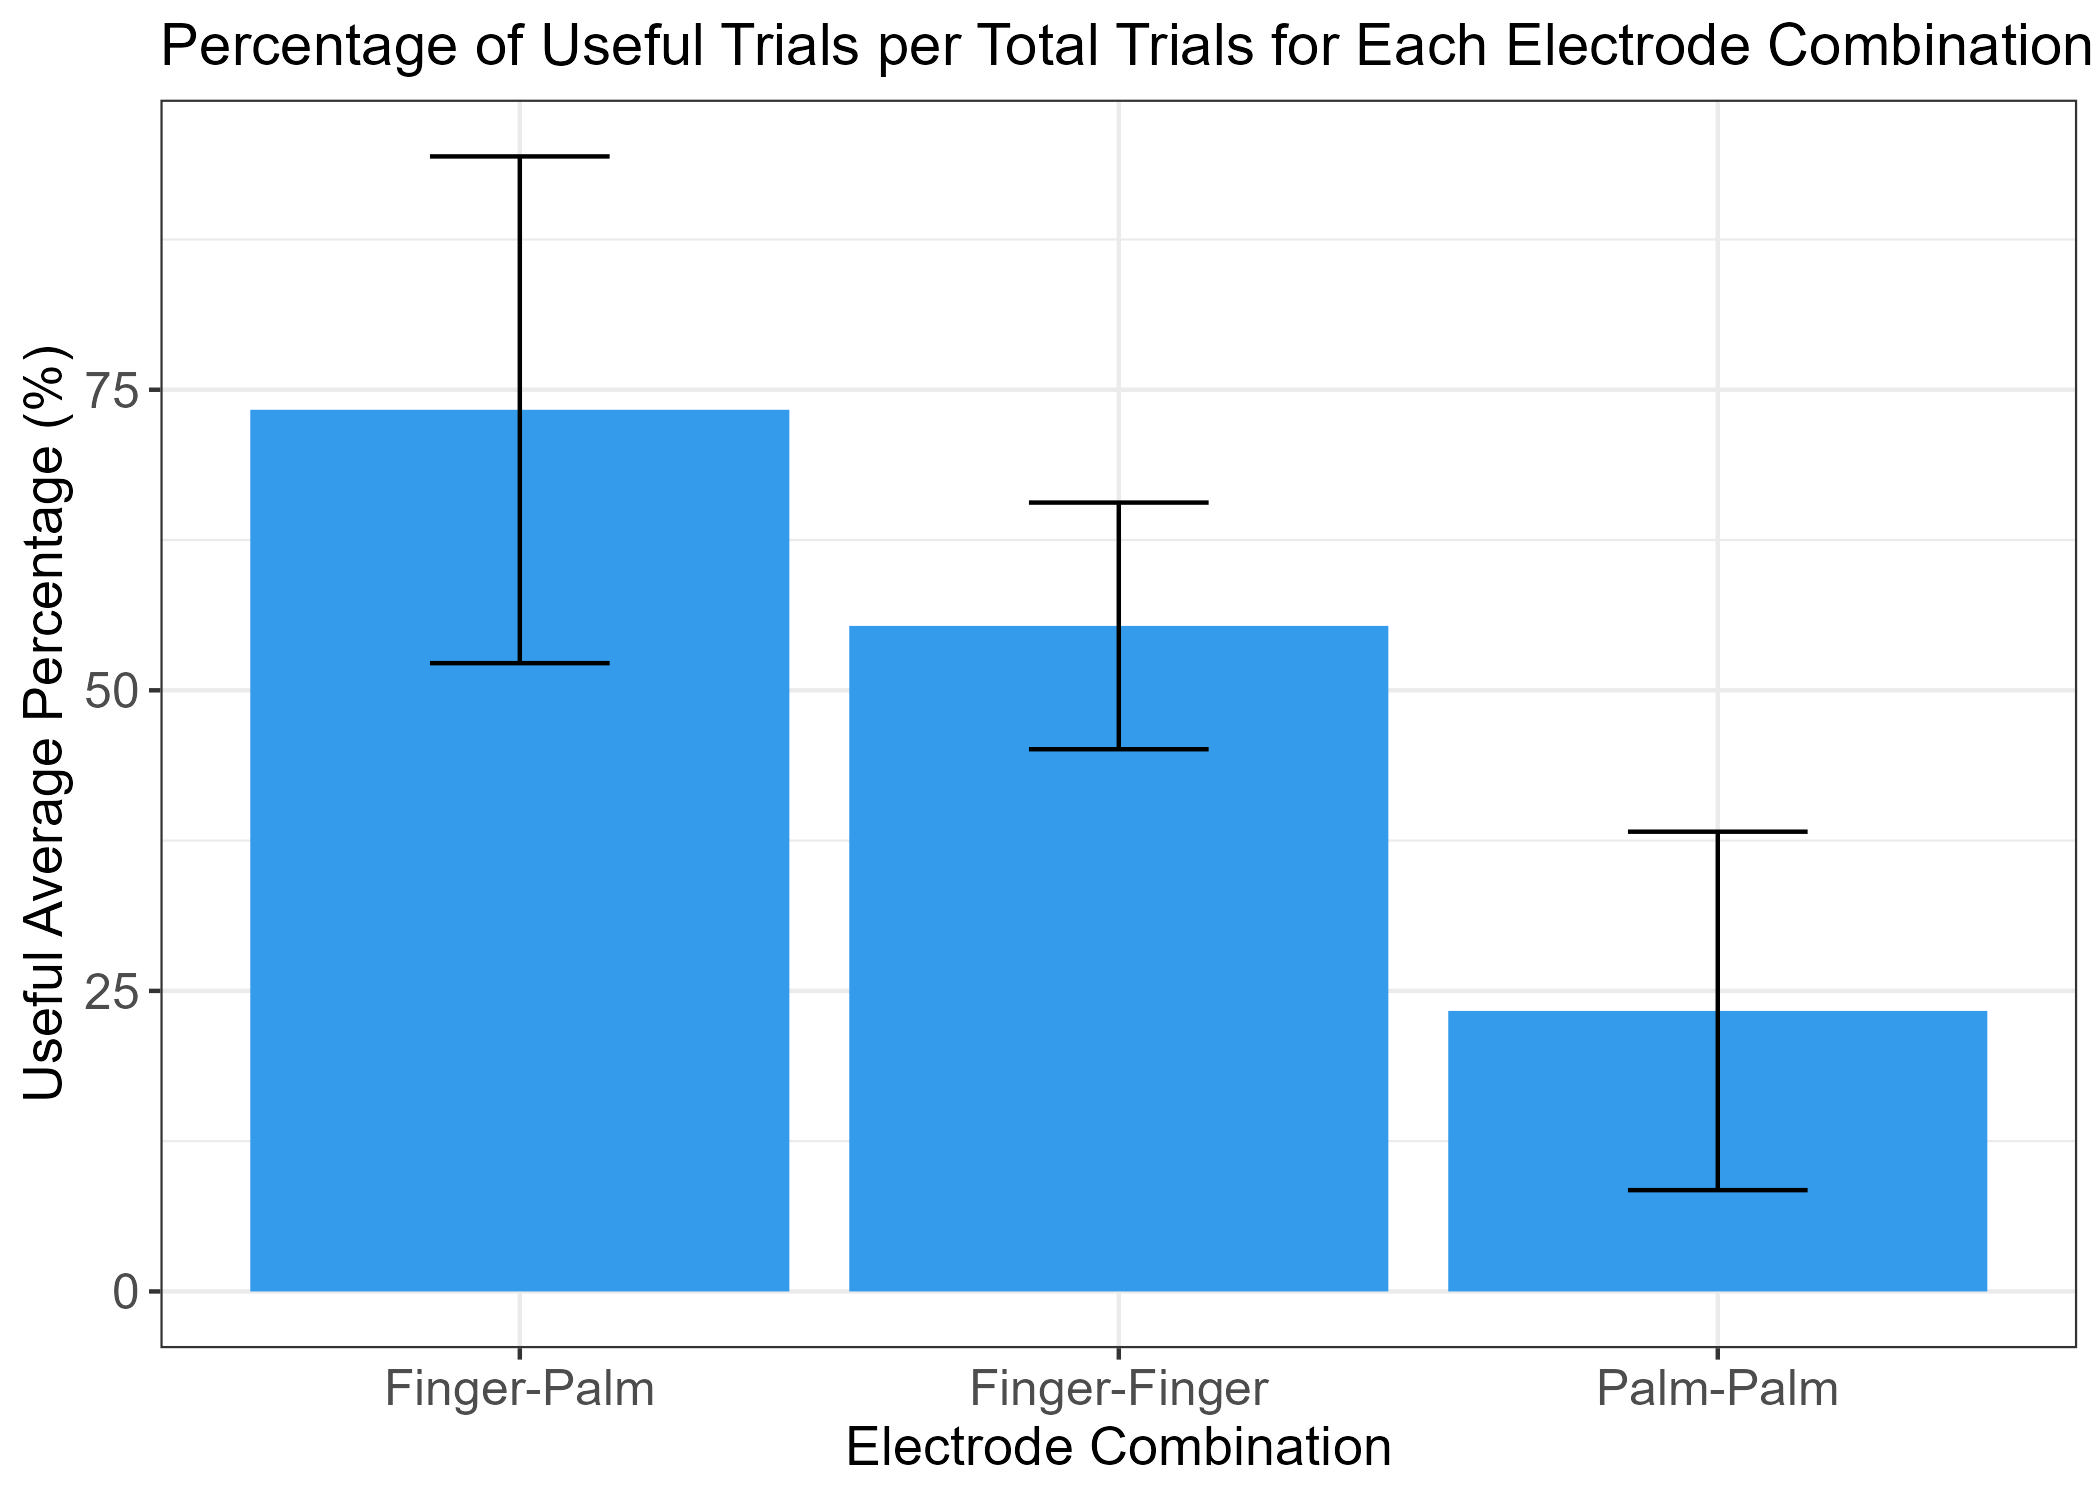 Percentage of Useful Trials per Total Trials for Each Electrode Combination
Useful Average Percentage (%)
75
50
25
0
Finger-Palm
Finger-Finger
Palm-Palm
Electrode Combination